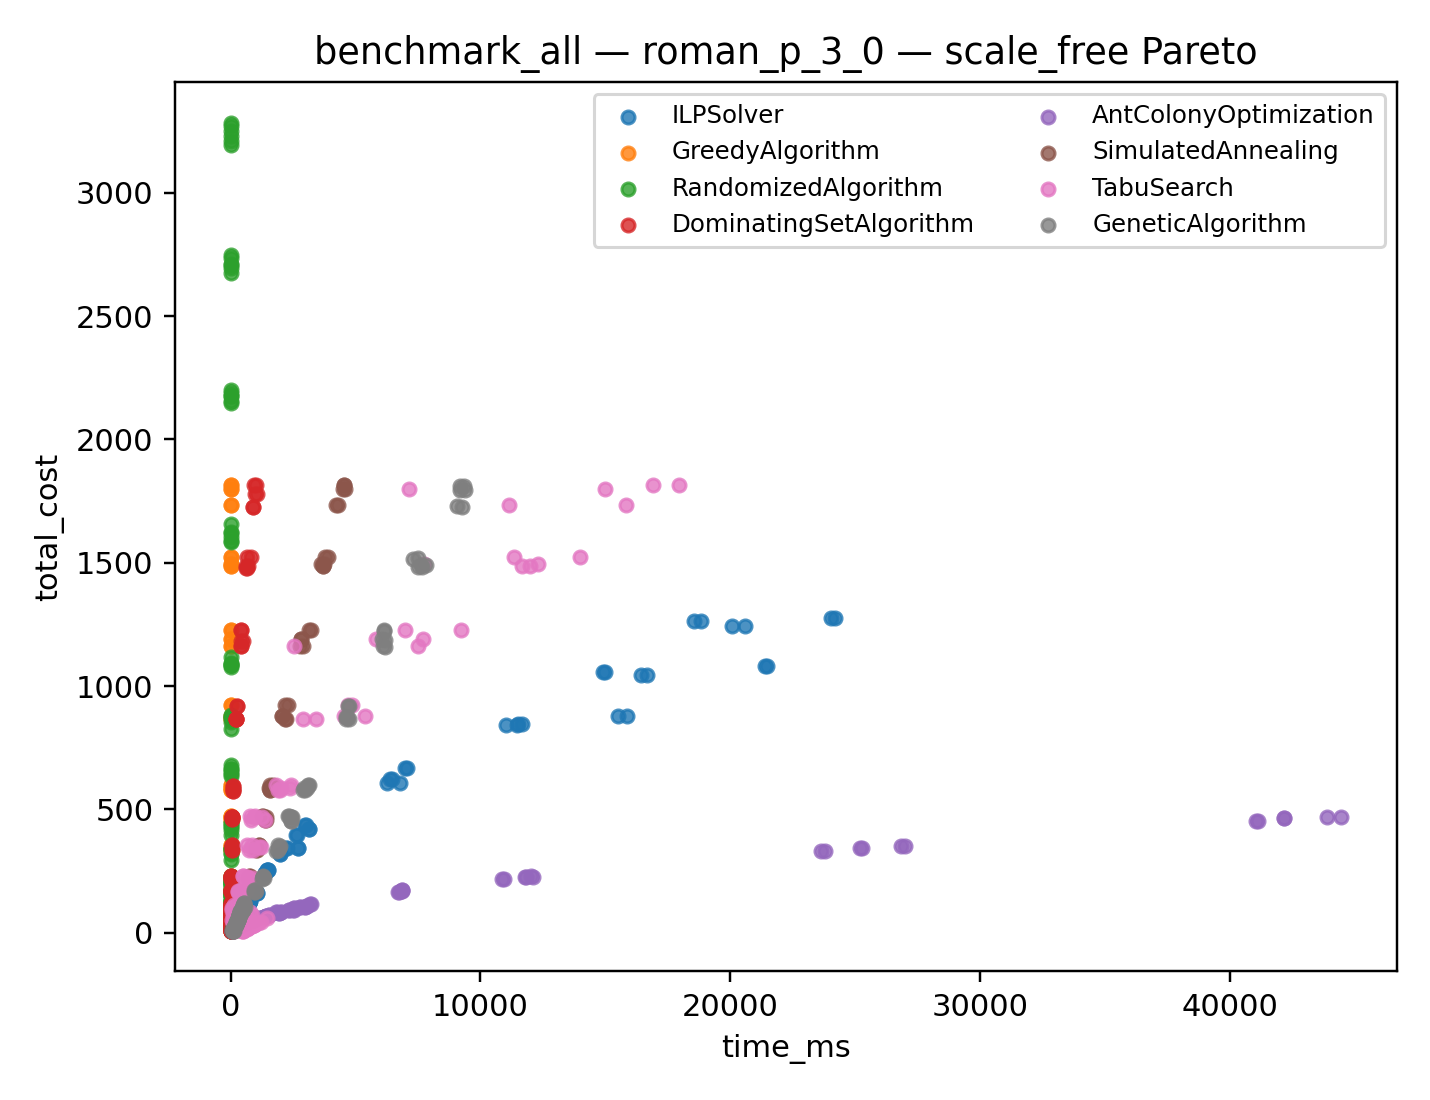 benchmark_all — roman_p_3_0 — scale_free Pareto
ILPSolver
GreedyAlgorithm
RandomizedAlgorithm
DominatingSetAlgorithm
AntColonyOptimization
SimulatedAnnealing
TabuSearch
GeneticAlgorithm
total_cost
3000
2500
2000
1500
1000
500
0
0 10000 20000 30000 40000
time_ms